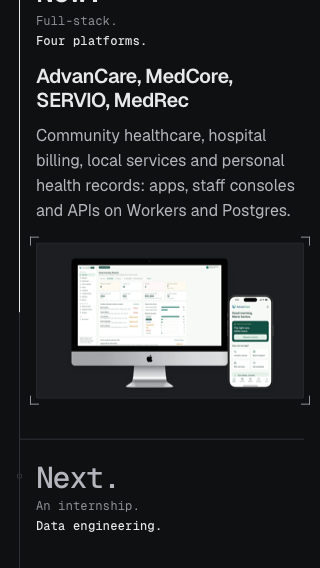 Now.
Full-stack.
Four platforms.
AdvanCare, MedCore,
SERVIO, MedRec
Community healthcare, hospital
billing, local services and personal
health records: apps, staff consoles
and APIs on Workers and Postgres.
Next.
An internship.
Data engineering.